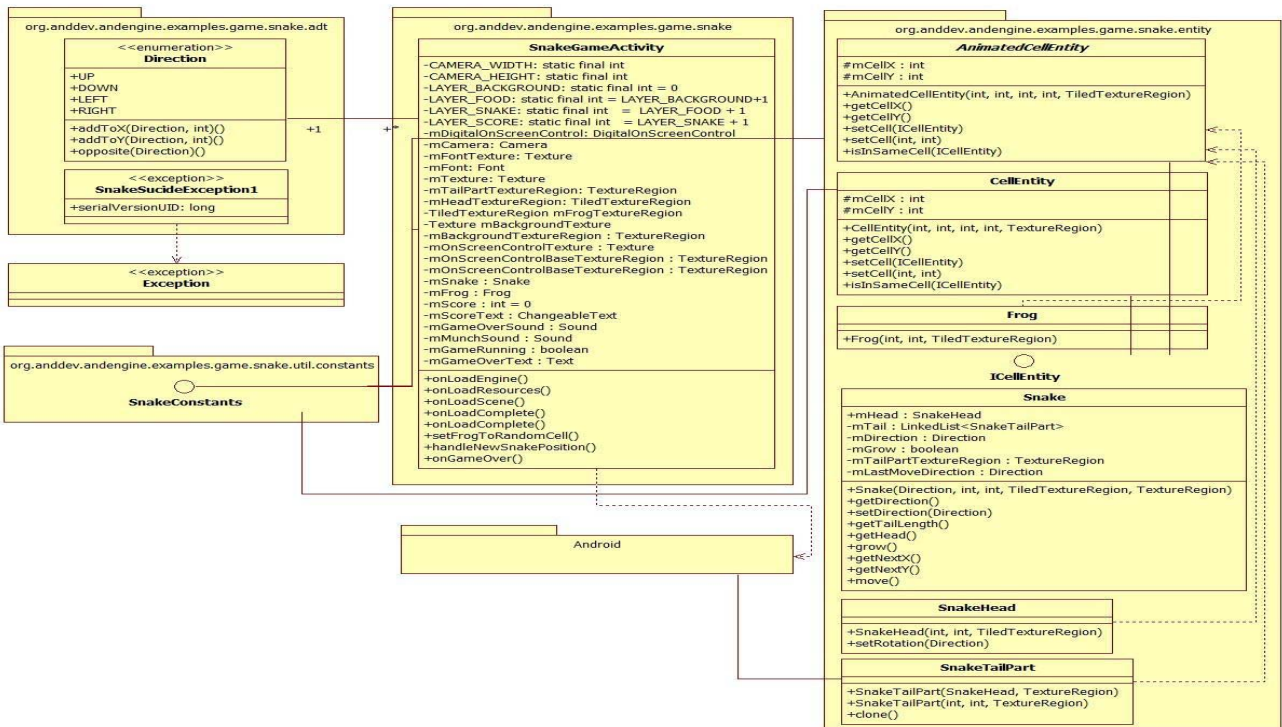 org.anddev.andengine.examples.game.snake.adt
<<enumeration>>
Direction
+UP
+DOWN
+LEFT
+RIGHT
+addToX(Direction, int)()
+addToY(Direction, int)()
+opposite(Direction)()
<<exception>>
SnakeSucideException1
+serialVersionUID: long
<<exception>>
Exception
+1
+*
org.anddev.andengine.examples.game.snake.util.constants
SnakeConstants
org.anddev.andengine.examples.game.snake
SnakeGameActivity
-CAMERA_WIDTH: static final int
-CAMERA_HEIGHT: static final int
-LAYER_BACKGROUND: static final int = 0
-LAYER_FOOD: static final int = LAYER_BACKGROUND+1
-LAYER_SNAKE: static final int = LAYER_FOOD + 1
-LAYER_SCORE: static final int = LAYER_SNAKE + 1
-mDigitalOnScreenControl: DigitalOnScreenControl
-mCamera: Camera
-mFontTexture: Texture
-mFont: Font
-mTexture: Texture
-mTailPartTextureRegion: TextureRegion
-mHeadTextureRegion: TiledTextureRegion
-TiledTextureRegion mFrogTextureRegion
-Texture mBackgroundTexture
-mBackgroundTextureRegion : TextureRegion
-mOnScreenControlTexture : Texture
-mOnScreenControlBaseTextureRegion : TextureRegion
-mOnScreenControlBaseTextureRegion : TextureRegion
-mSnake : Snake
-mFrog : Frog
-mScore : int = 0
-mScoreText : ChangeableText
-mGameOverSound : Sound
-mMunchSound : Sound
-mGameRunning : boolean
-mGameOverText : Text
+onLoadEngine()
+onLoadResources()
+onLoadScene()
+onLoadComplete()
+onLoadComplete()
+setFrogToRandomCell()
+handleNewSnakePosition()
+onGameOver()
Android
org.anddev.andengine.examples.game.snake.entity
AnimatedCellEntity
#mCellX : int
#mCellY : int
+AnimatedCellEntity(int, int, int, int, TiledTextureRegion)
+getCellX()
+getCellY()
+setCell(ICellEntity)
+setCell(int, int)
+isInSameCell(ICellEntity)
CellEntity
#mCellX : int
#mCellY : int
+CellEntity(int, int, int, int, TextureRegion)
+getCellX()
+getCellY()
+setCell(ICellEntity)
+setCell(int, int)
+isInSameCell(ICellEntity)
Frog
+Frog(int, int, TiledTextureRegion)
ICellEntity
Snake
+mHead : SnakeHead
-mTail : LinkedList<SnakeTailPart>
-mDirection : Direction
-mGrow : boolean
-mTailPartTextureRegion : TextureRegion
-mLastMoveDirection : Direction
+Snake(Direction, int, int, TiledTextureRegion, TextureRegion)
+getDirection()
+setDirection(Direction)
+getTailLength()
+getHead()
+grow()
+getNextX()
+getNextY()
+move()
SnakeHead
+SnakeHead(int, int, TiledTextureRegion)
+setRotation(Direction)
SnakeTailPart
+SnakeTailPart(SnakeHead, TextureRegion)
+SnakeTailPart(int, int, TextureRegion)
+clone()